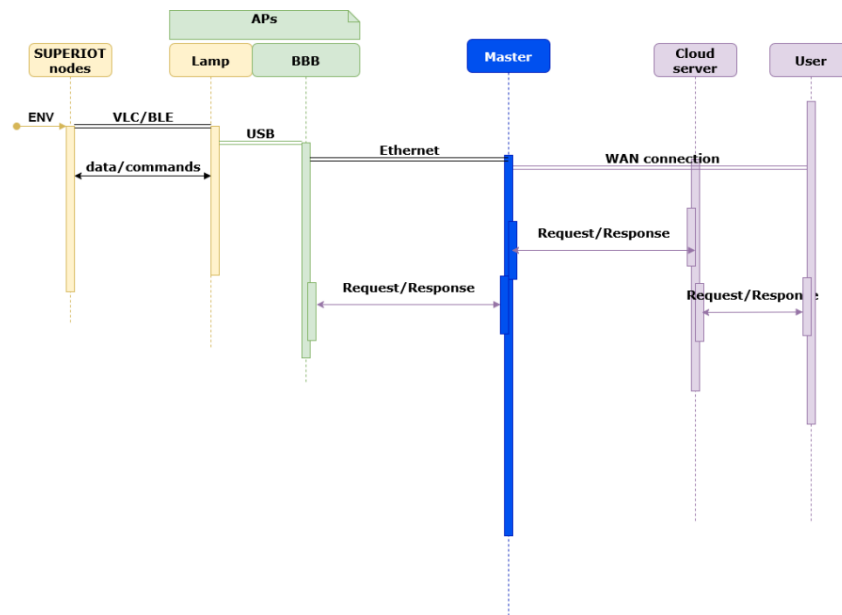 APs
SUPERIOT
nodes
Lamp
BBB
Master
Cloud
server
User
ENV
VLC/BLE
USB
Ethernet
WAN connection
data/commands
Request/Response
Request/Response
Request/Response